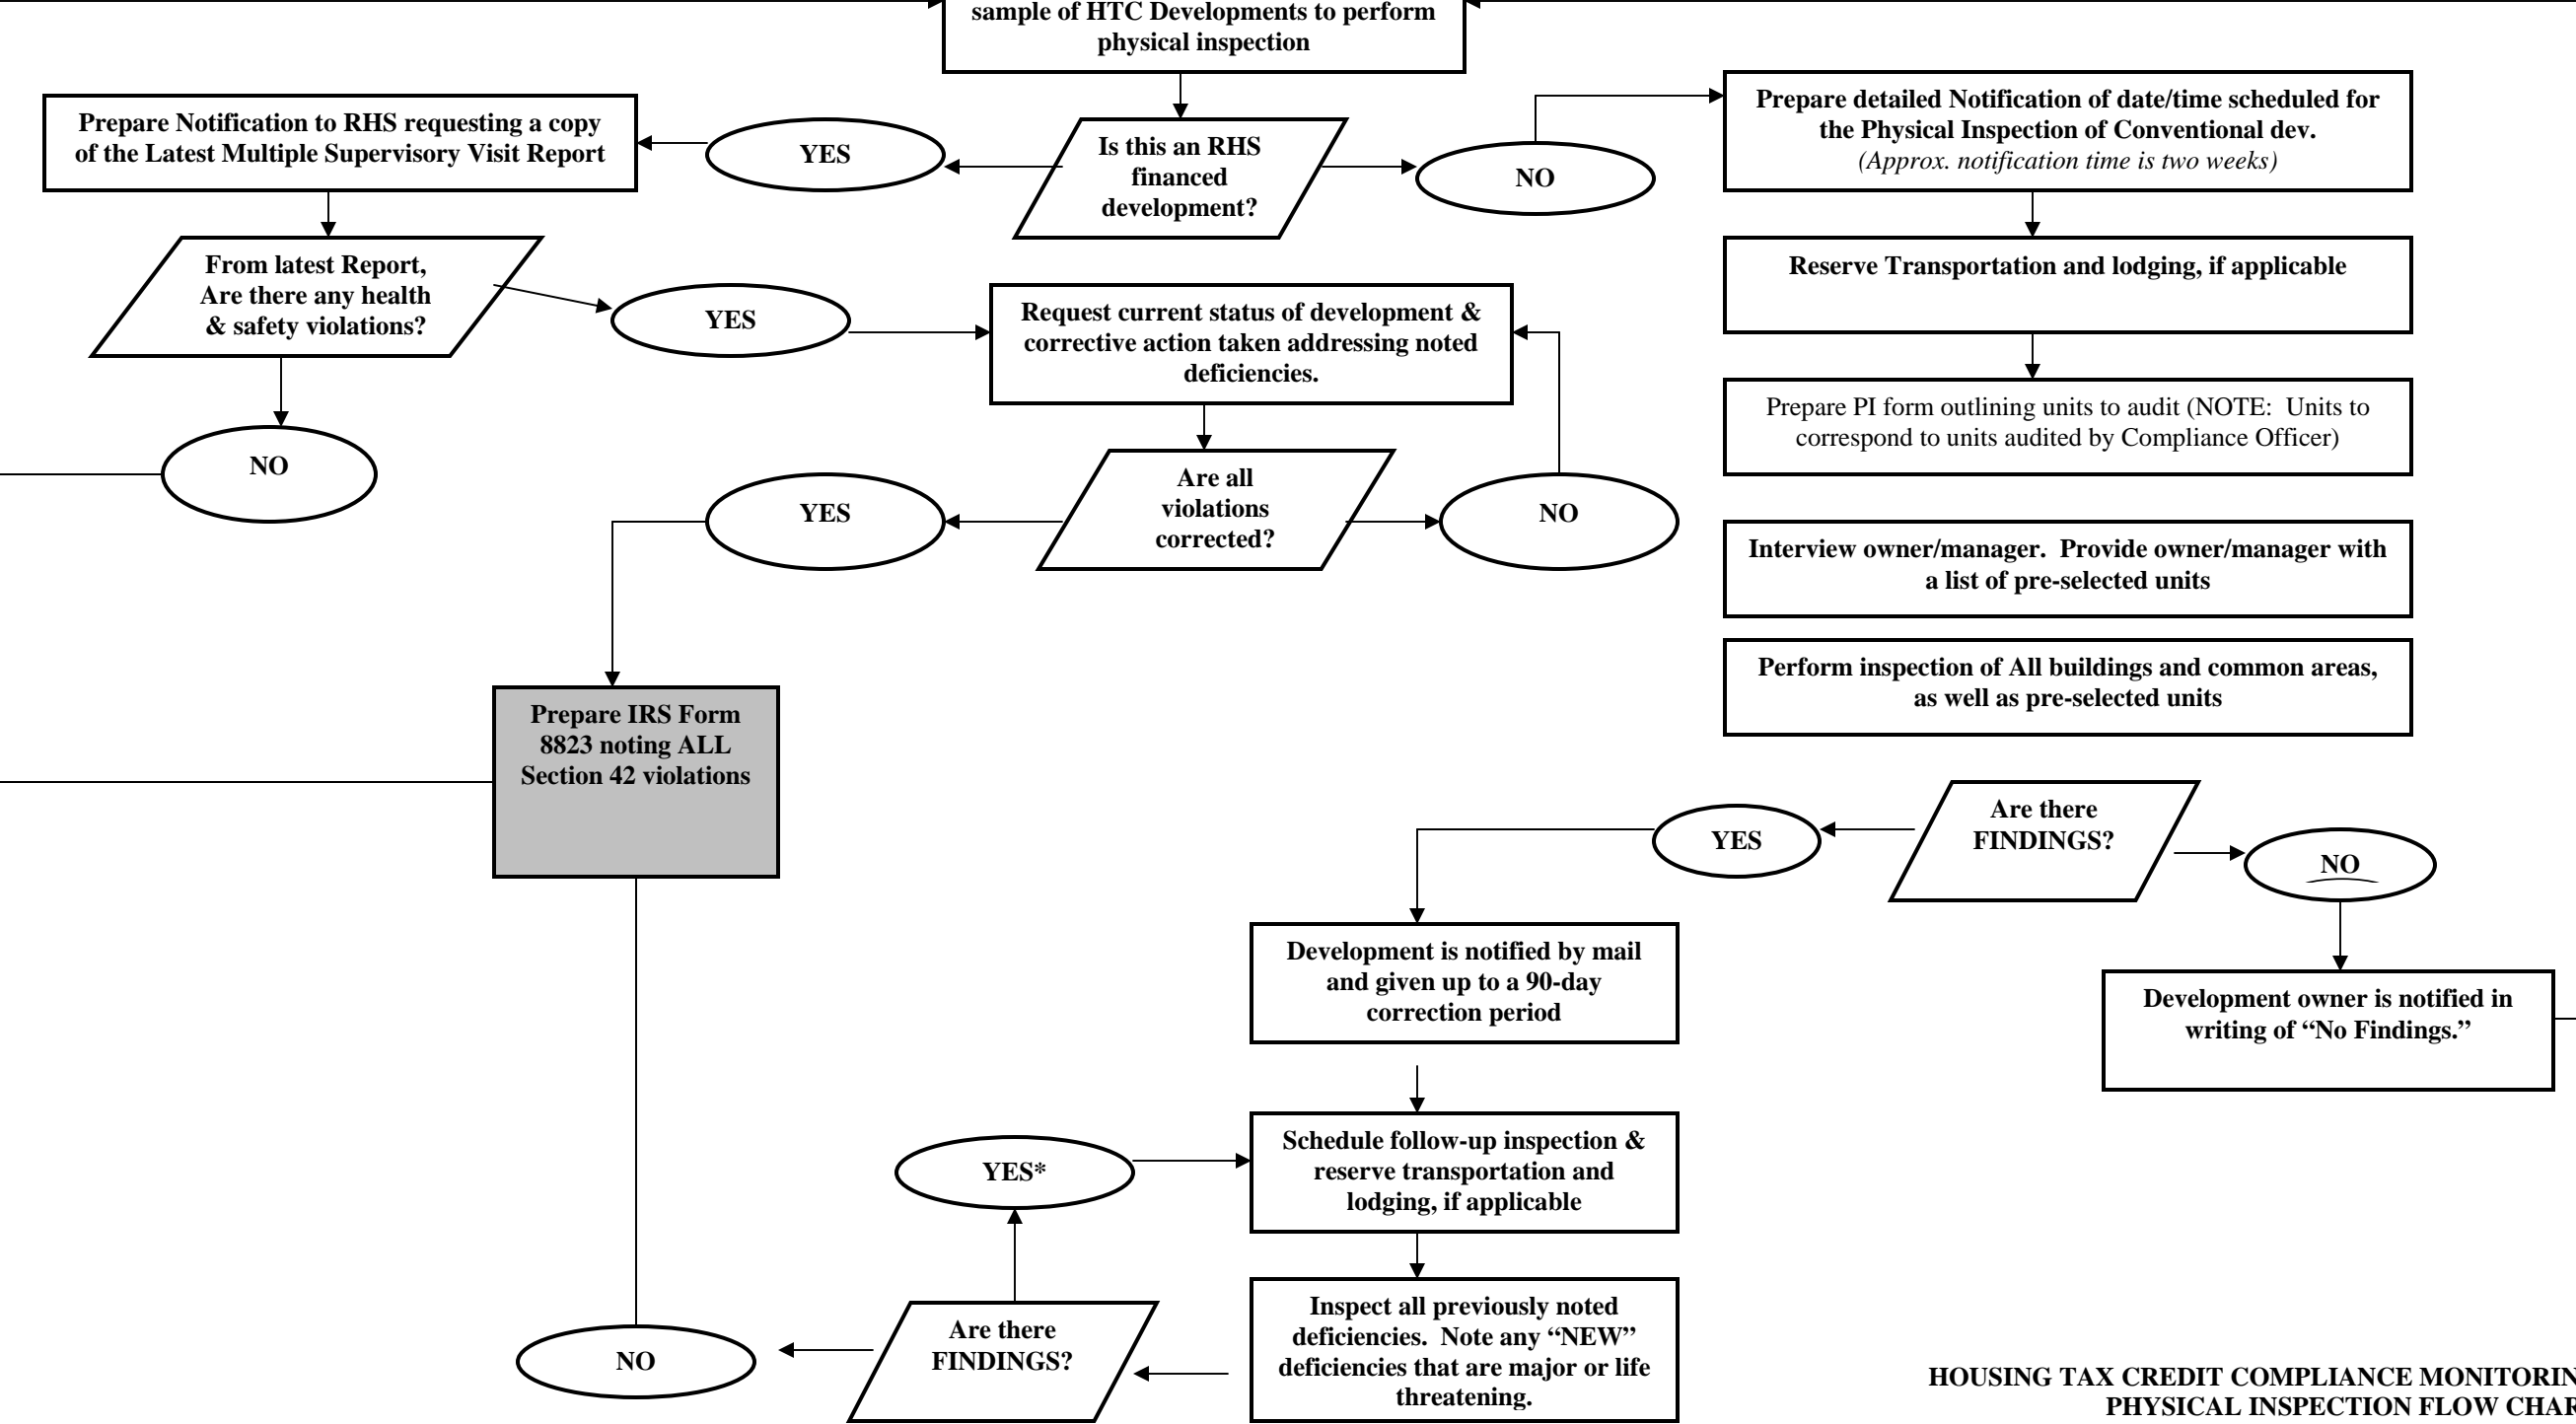 sample of HTC Developments to perform
physical inspection
Prepare Notification to RHS requesting a copy
of the Latest Multiple Supervisory Visit Report
YES
Is this an RHS
financed
development?
NO
Prepare detailed Notification of date/time scheduled for
the Physical Inspection of Conventional dev.
(Approx. notification time is two weeks)
From latest Report,
Are there any health
& safety violations?
YES
Request current status of development &
corrective action taken addressing noted
deficiencies.
Reserve Transportation and lodging, if applicable
Prepare PI form outlining units to audit (NOTE:  Units to
correspond to units audited by Compliance Officer)
NO
YES
Are all
violations
corrected?
NO
Interview owner/manager.  Provide owner/manager with
a list of pre-selected units
Perform inspection of All buildings and common areas,
as well as pre-selected units
Prepare IRS Form
8823 noting ALL
Section 42 violations
YES
Are there
FINDINGS?
NO
Development is notified by mail
and given up to a 90-day
correction period
Development owner is notified in
writing of “No Findings.”
YES*
Schedule follow-up inspection &
reserve transportation and
lodging, if applicable
NO
Are there
FINDINGS?
Inspect all previously noted
deficiencies.  Note any “NEW”
deficiencies that are major or life
threatening.
HOUSING TAX CREDIT COMPLIANCE MONITORIN
PHYSICAL INSPECTION FLOW CHAR